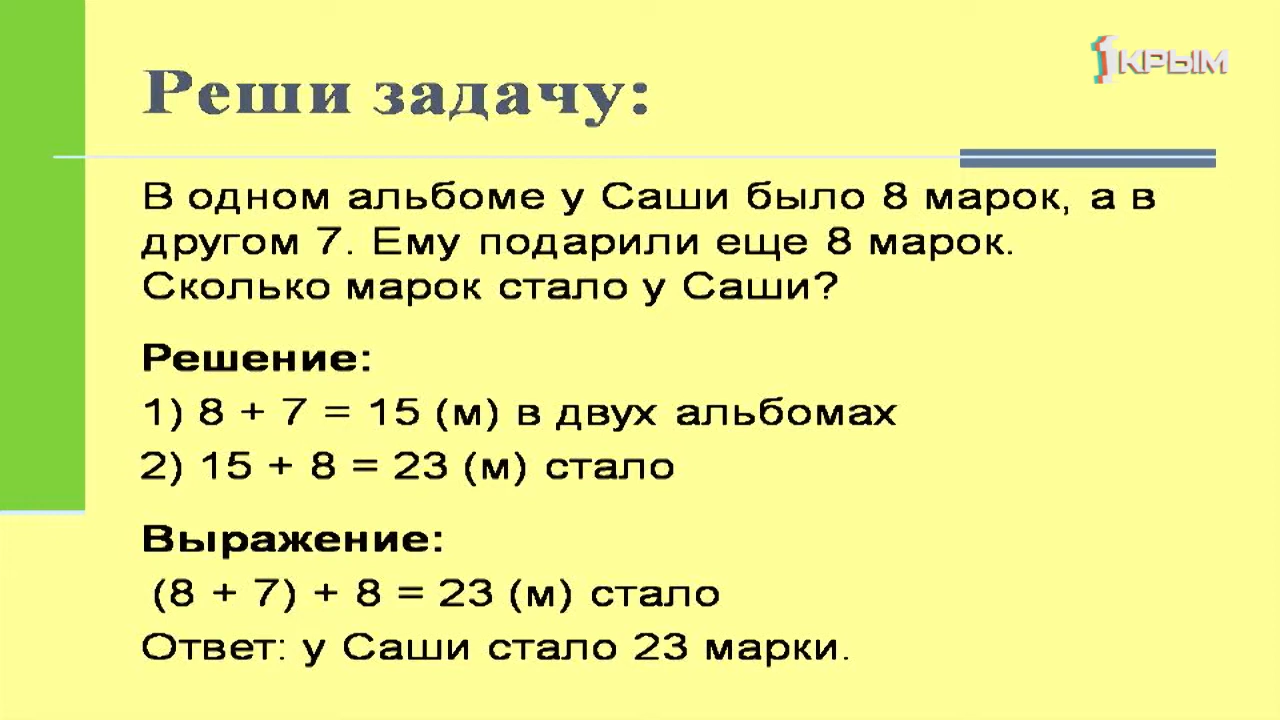 1КРЫМ
Реши задачу:
В одном альбоме у Саши было 8 марок, а в
другом 7. Ему подарили еще 8 марок.
Сколько марок стало у Саши?
Решение:
1) 8 + 7 = 15 (м) в двух альбомах
2) 15 + 8 = 23 (м) стало
Выражение:
(8 + 7) + 8 = 23 (м) стало
Ответ: у Саши стало 23 марки.